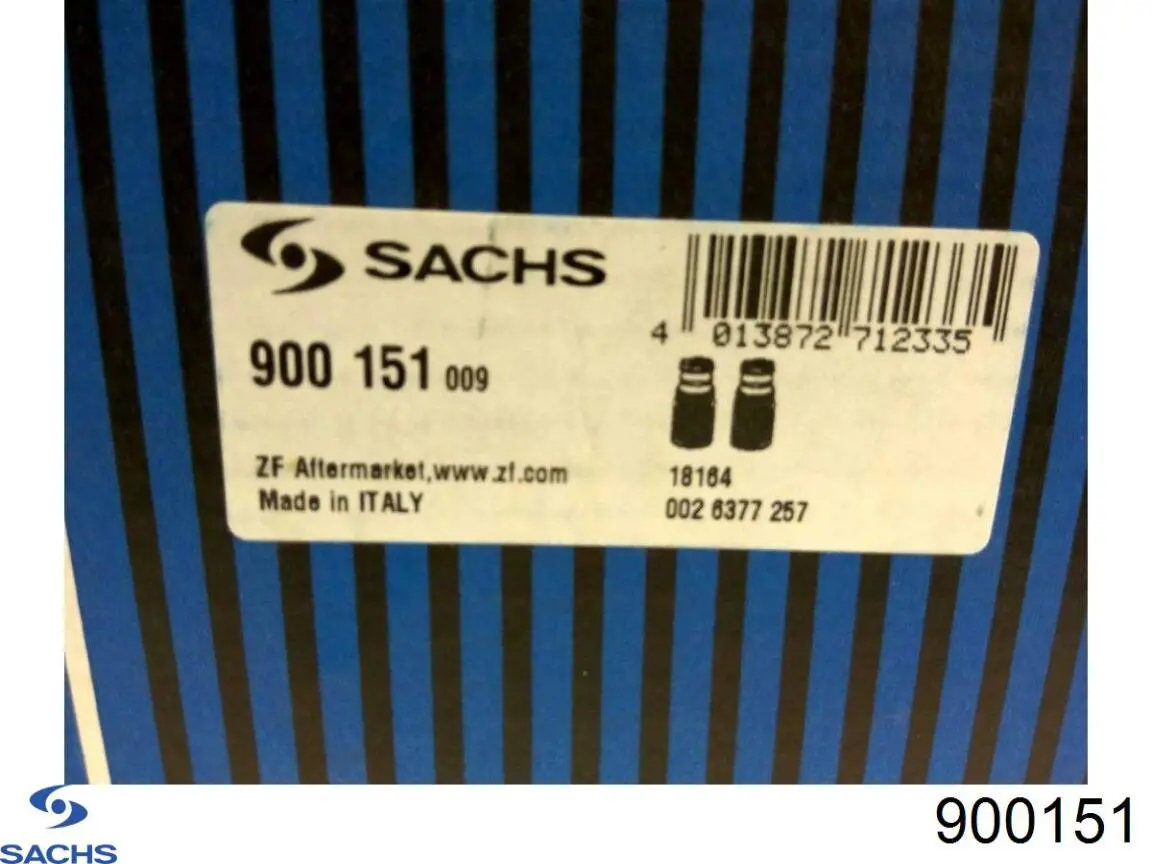 SACHS
4 013872 712335
900 151 009
ZF Aftermarket,www.zf.com
Made in ITALY
18164
002 6377 257
SACHS
900151